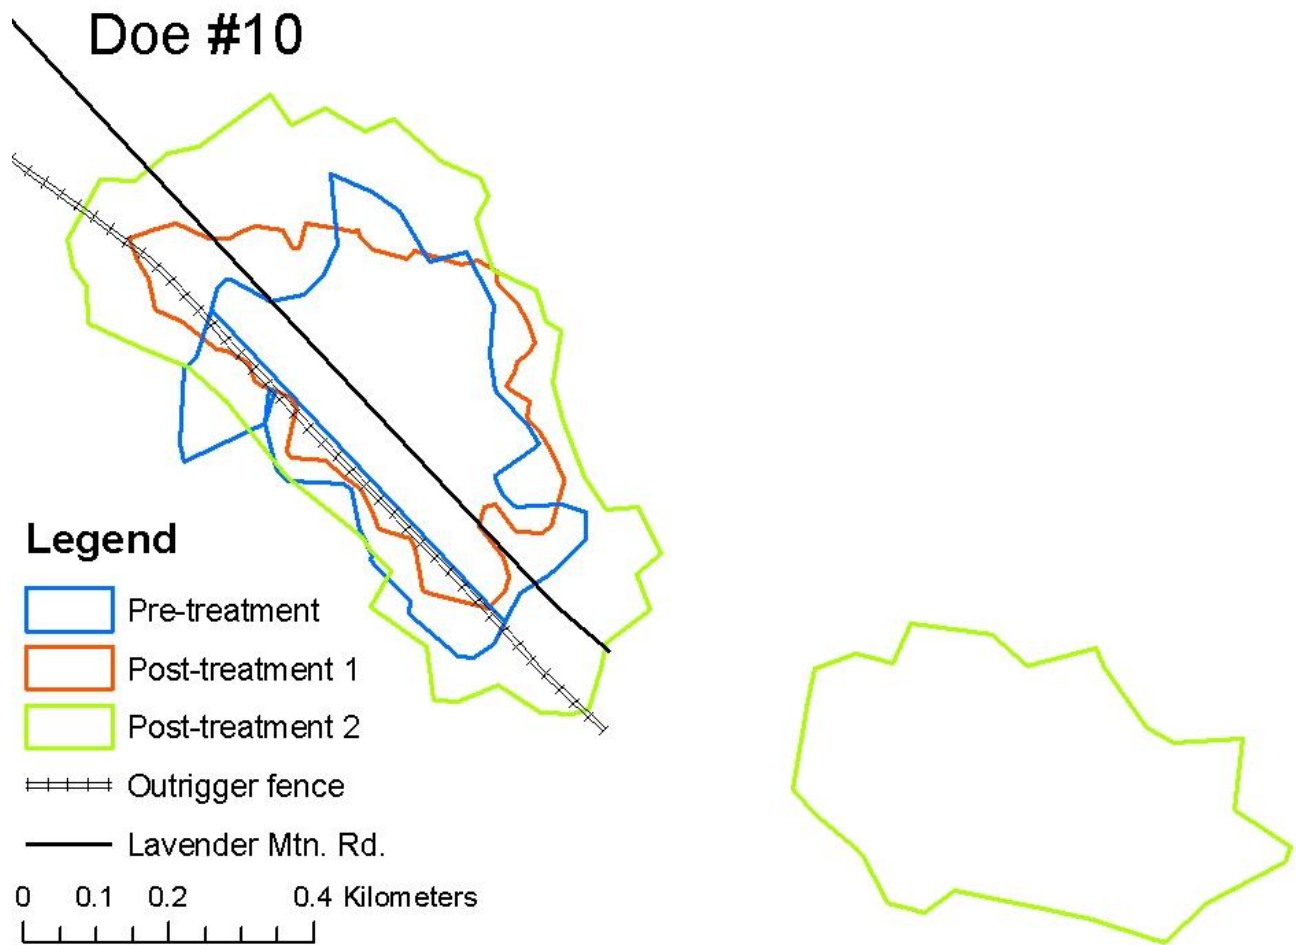 Doe #10
Legend
Pre-treatment
Post-treatment 1
Post-treatment 2
Outrigger fence
Lavender Mtn. Rd.
0 0.1 0.2 0.4 Kilometers